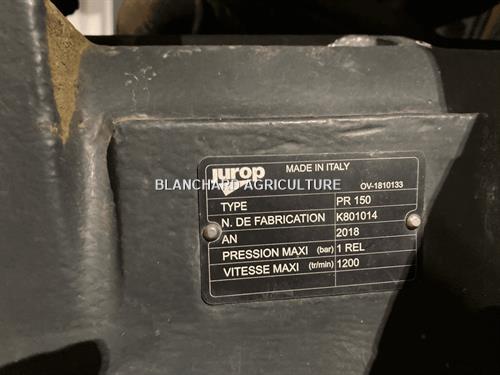 jurop
MADE IN ITALY
OV-1810133
BLANCHARD AGRICULTURE
TYPE PR 150
N. DE FABRICATION K801014
AN 2018
PRESSION MAXI (bar) 1 REL
VITESSE MAXI (tr/min) 1200